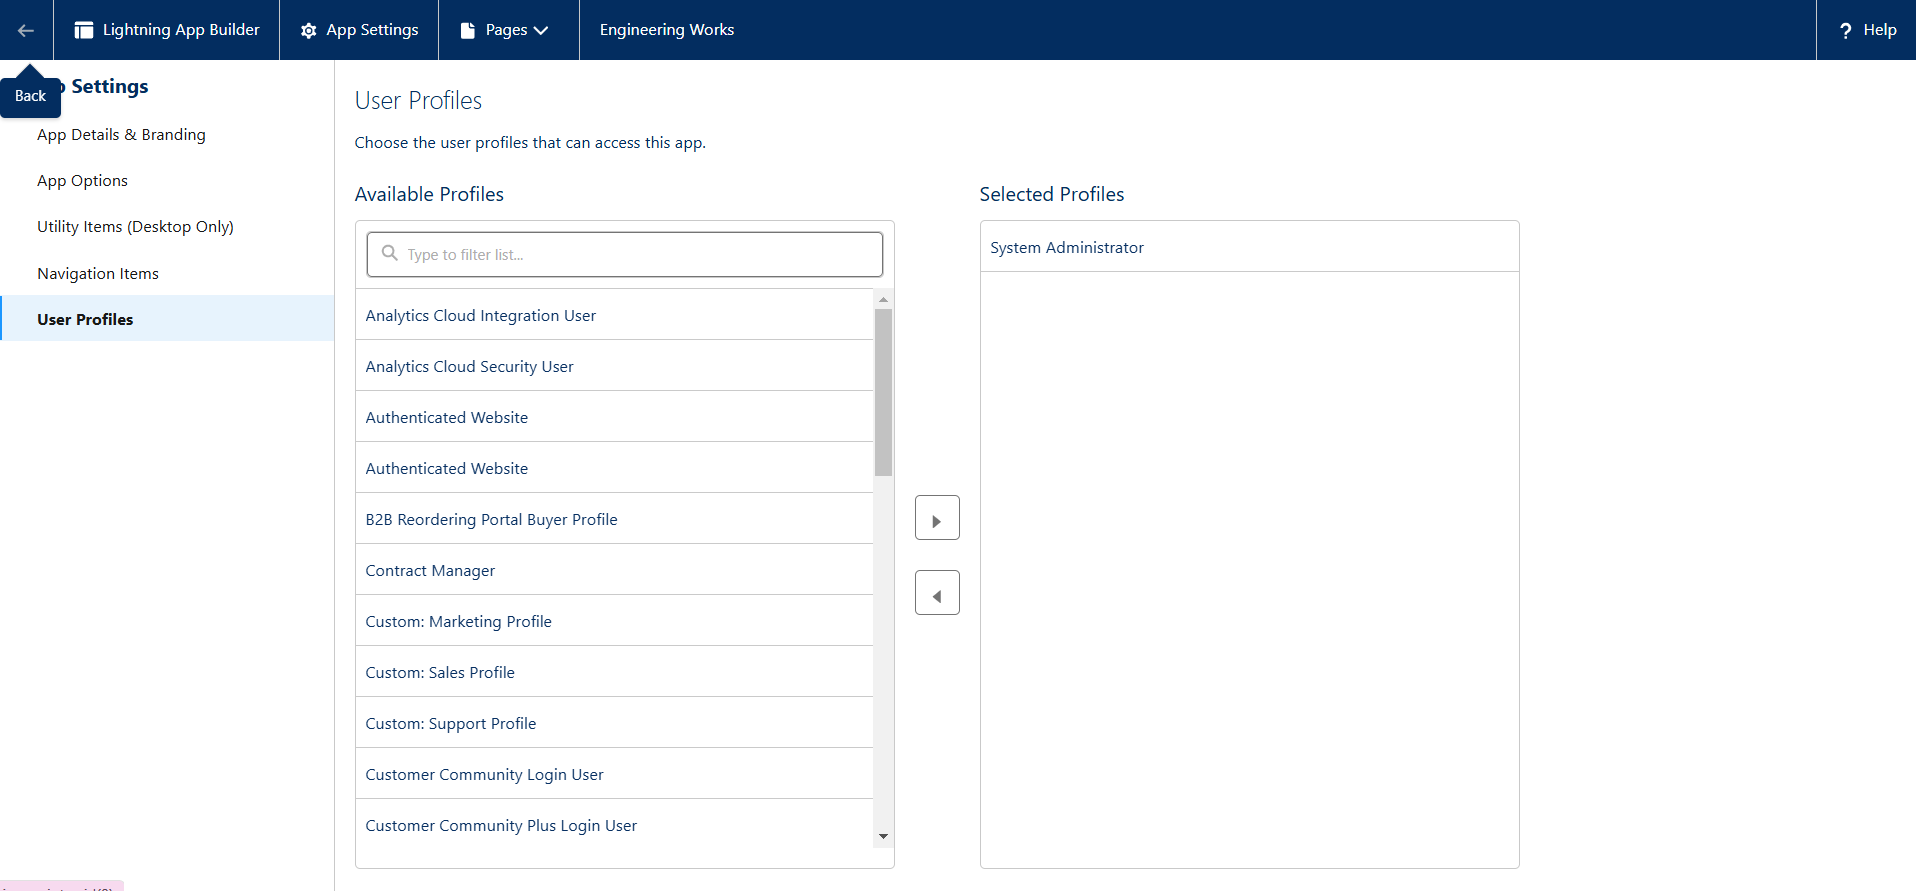 Lightning App Builder
App Settings
Pages
Engineering Works
? Help
Back
Settings
App Details & Branding
App Options
Utility Items (Desktop Only)
Navigation Items
User Profiles
User Profiles
Choose the user profiles that can access this app.
Available Profiles
Type to filter list...
Analytics Cloud Integration User
Analytics Cloud Security User
Authenticated Website
Authenticated Website
B2B Reordering Portal Buyer Profile
Contract Manager
Custom: Marketing Profile
Custom: Sales Profile
Custom: Support Profile
Customer Community Login User
Customer Community Plus Login User
Selected Profiles
System Administrator